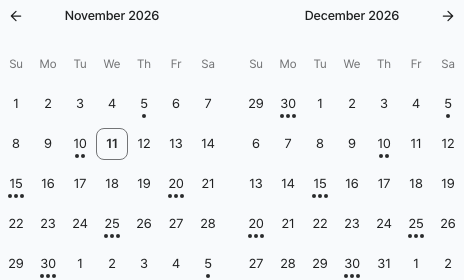 November 2026
Su Mo Tu We Th Fr Sa
1 2 3 4 5 6 7
8 9 10 11 12 13 14
15 16 17 18 19 20 21
22 23 24 25 26 27 28
29 30 1 2 3 4 5
December 2026
Su Mo Tu We Th Fr Sa
29 30 1 2 3 4 5
6 7 8 9 10 11 12
13 14 15 16 17 18 19
20 21 22 23 24 25 26
27 28 29 30 31 1 2